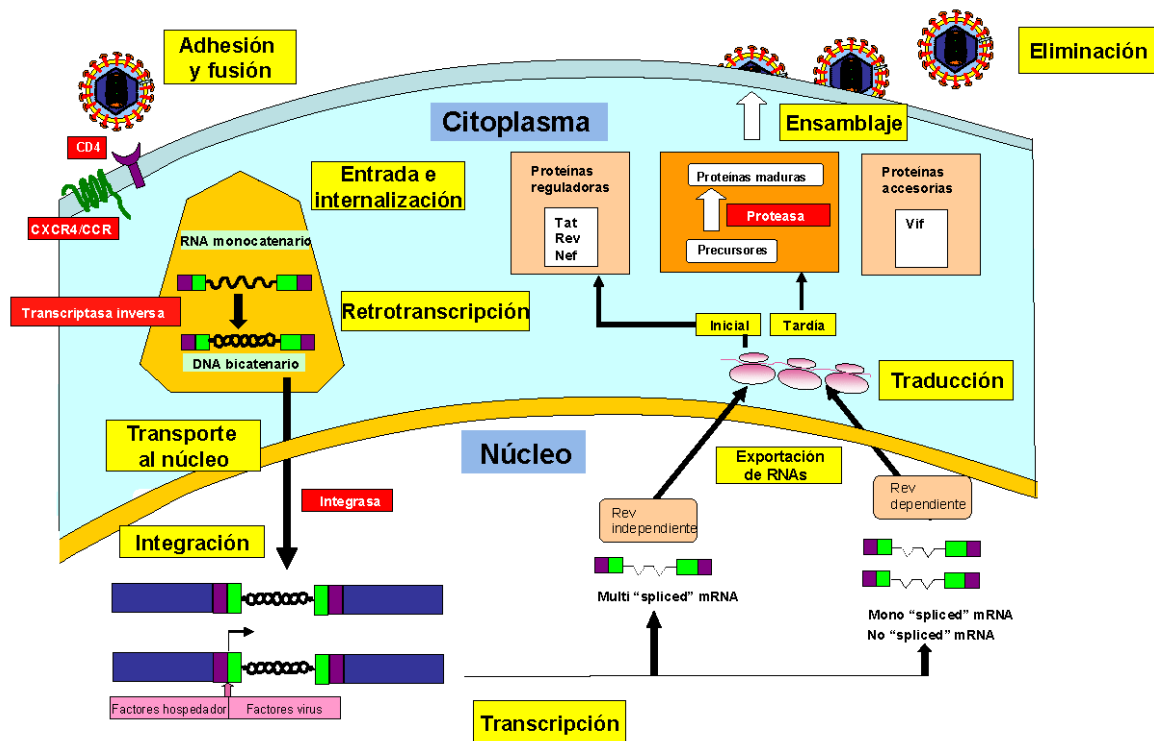 Adhesión
y fusión
Eliminación
Citoplasma
Ensamblaje
CD4
CXCR4/CCR
Entrada e
internalización
RNA monocatenario
Transcriptasa inversa
Retrotranscripción
DNA bicatenario
Proteínas
reguladoras
Tat
Rev
Nef
Proteínas maduras
Proteasa
Precursores
Proteínas
accesorias
Vif
Inicial
Tardía
Traducción
Transporte
al núcleo
Núcleo
Exportación
de RNAs
Integrasa
Integración
Rev
independiente
Rev
dependiente
Multi “spliced” mRNA
Mono “spliced” mRNA
No “spliced” mRNA
Factores hospedador
Factores virus
Transcripción